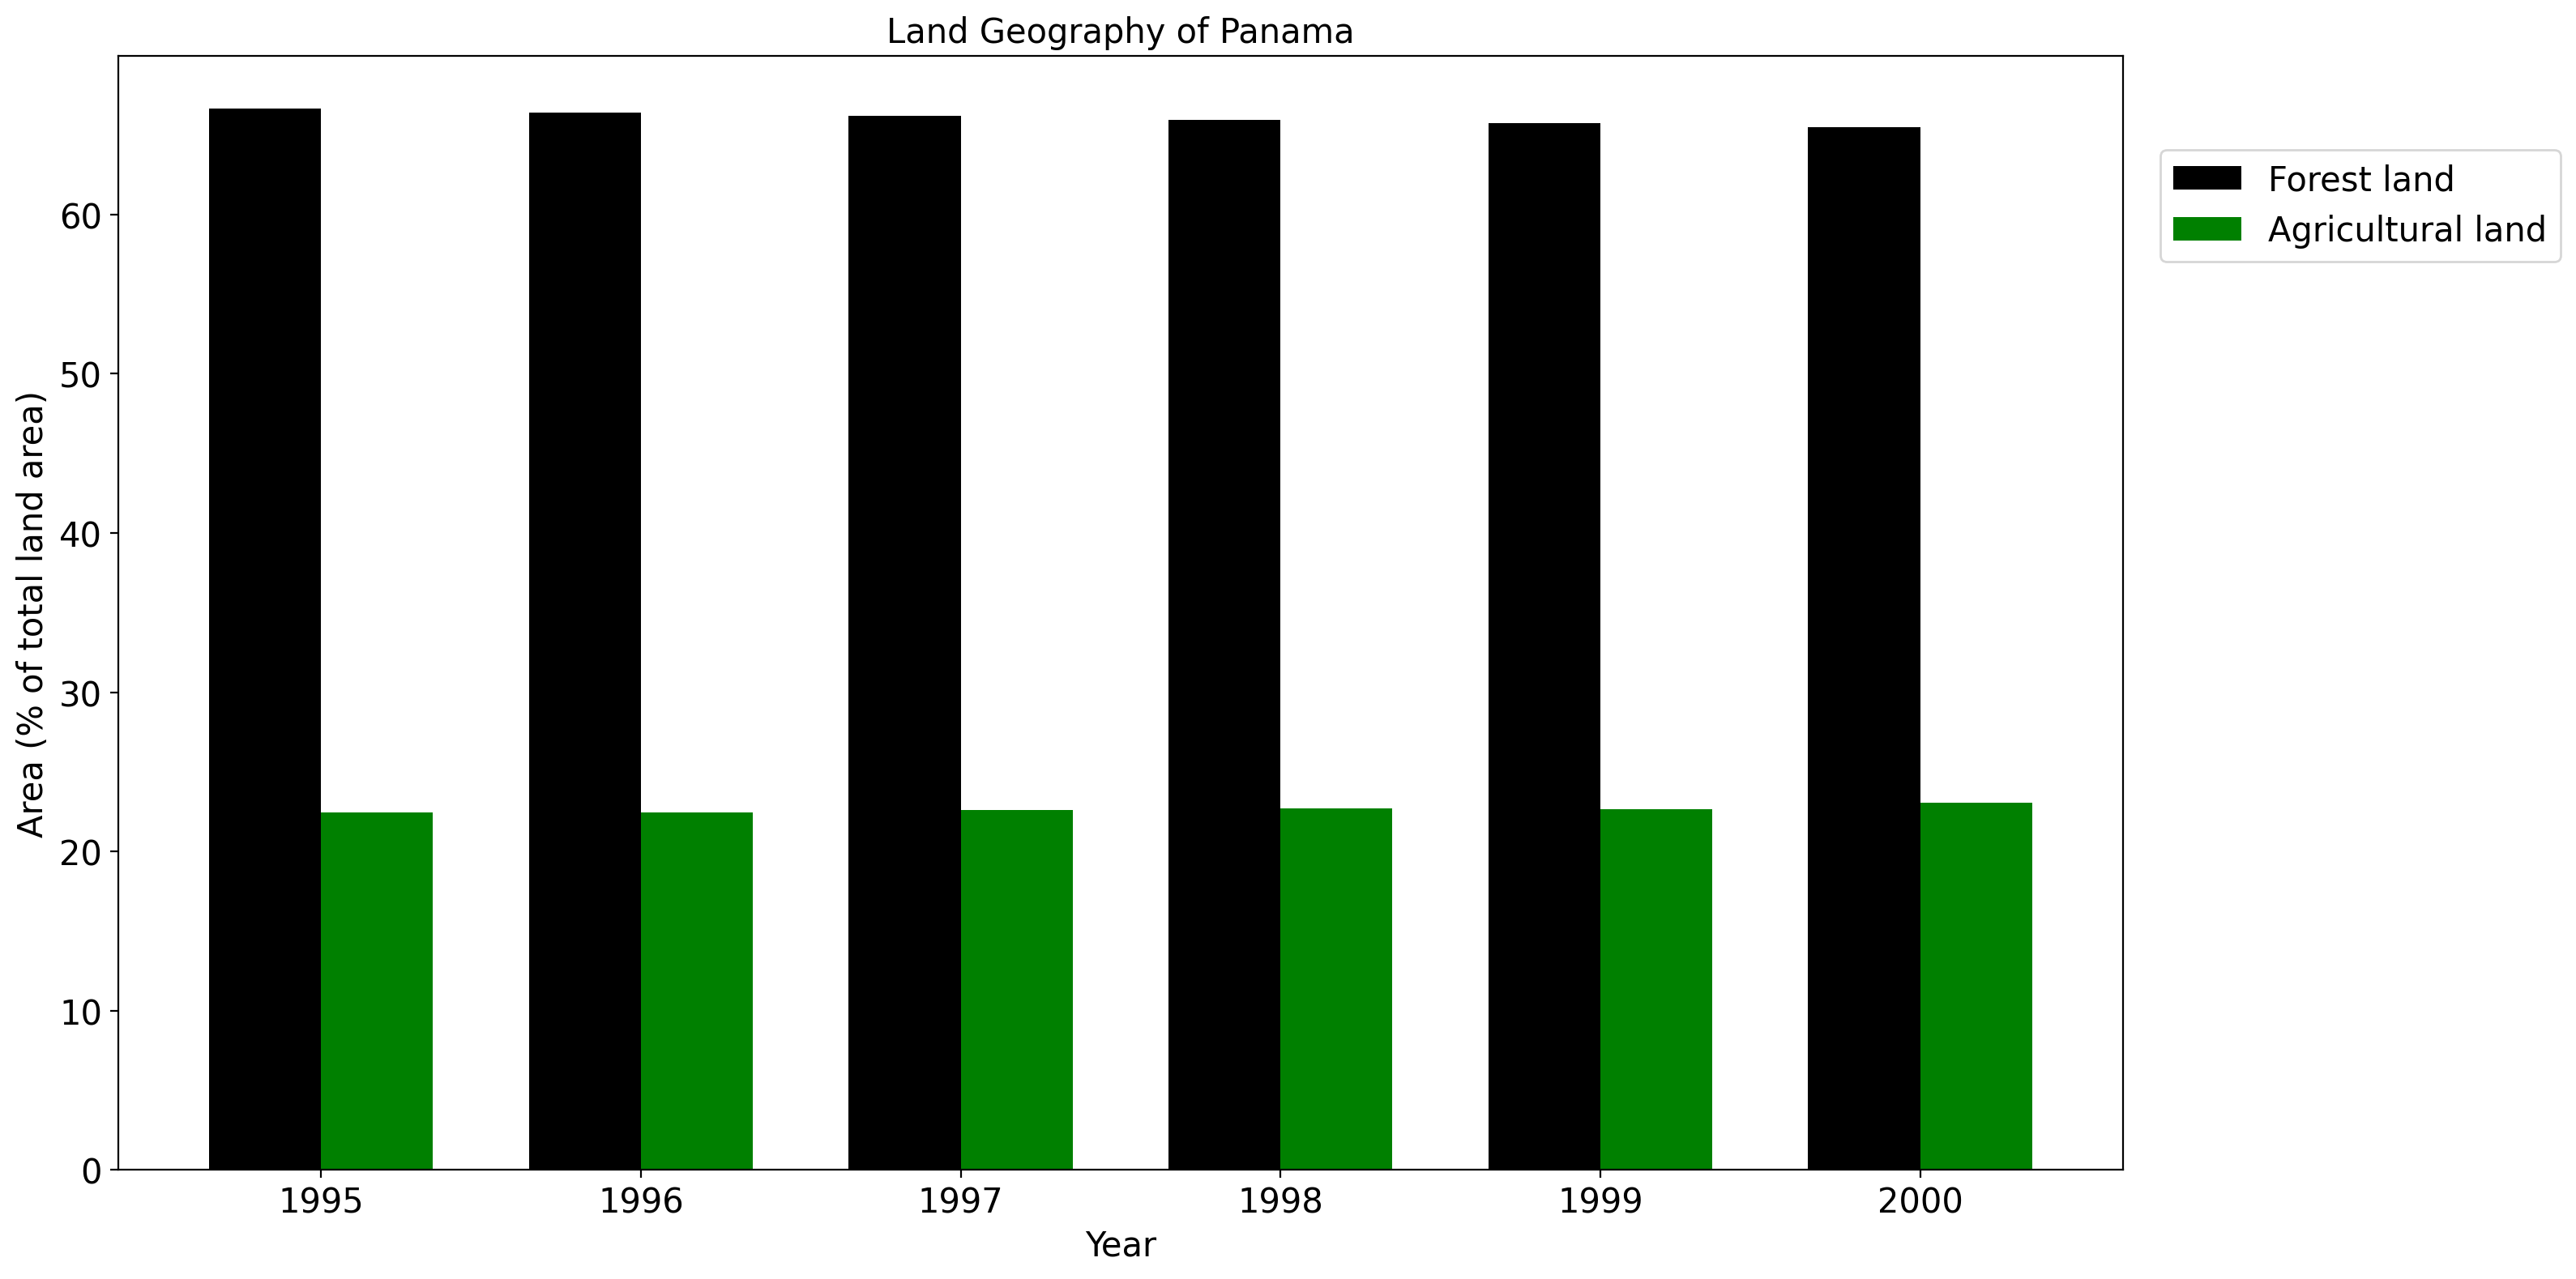 Land Geography of Panama
Forest land
Agricultural land
Area (% of total land area)
60
50
40
30
20
10
0
1995 1996 1997 1998 1999 2000
Year